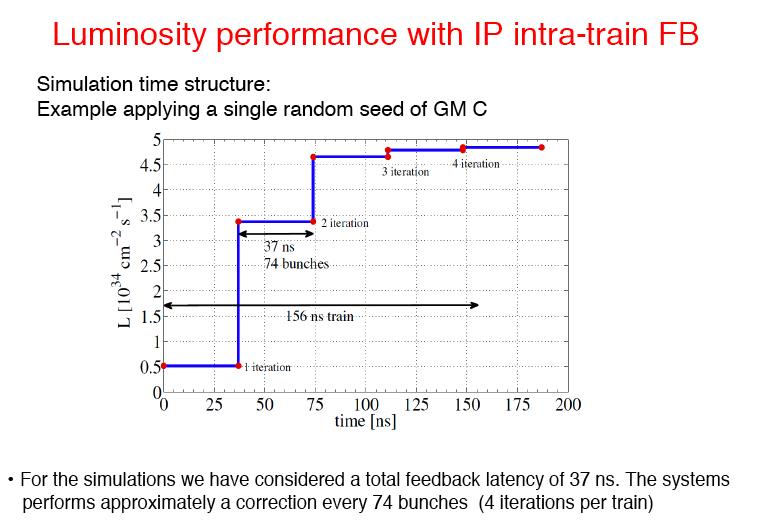 Luminosity performance with IP intra-train FB
Simulation time structure:
Example applying a single random seed of GM C
5
4.5
4
3.5
3
2.5
2
1.5
1
0.5
0
L [10^34 cm^−2 s^−1]
3 iteration
4 iteration
2 iteration
37 ns
74 bunches
156 ns train
1 iteration
0 25 50 75 100 125 150 175 200
time [ns]
• For the simulations we have considered a total feedback latency of 37 ns. The systems
performs approximately a correction every 74 bunches (4 iterations per train)